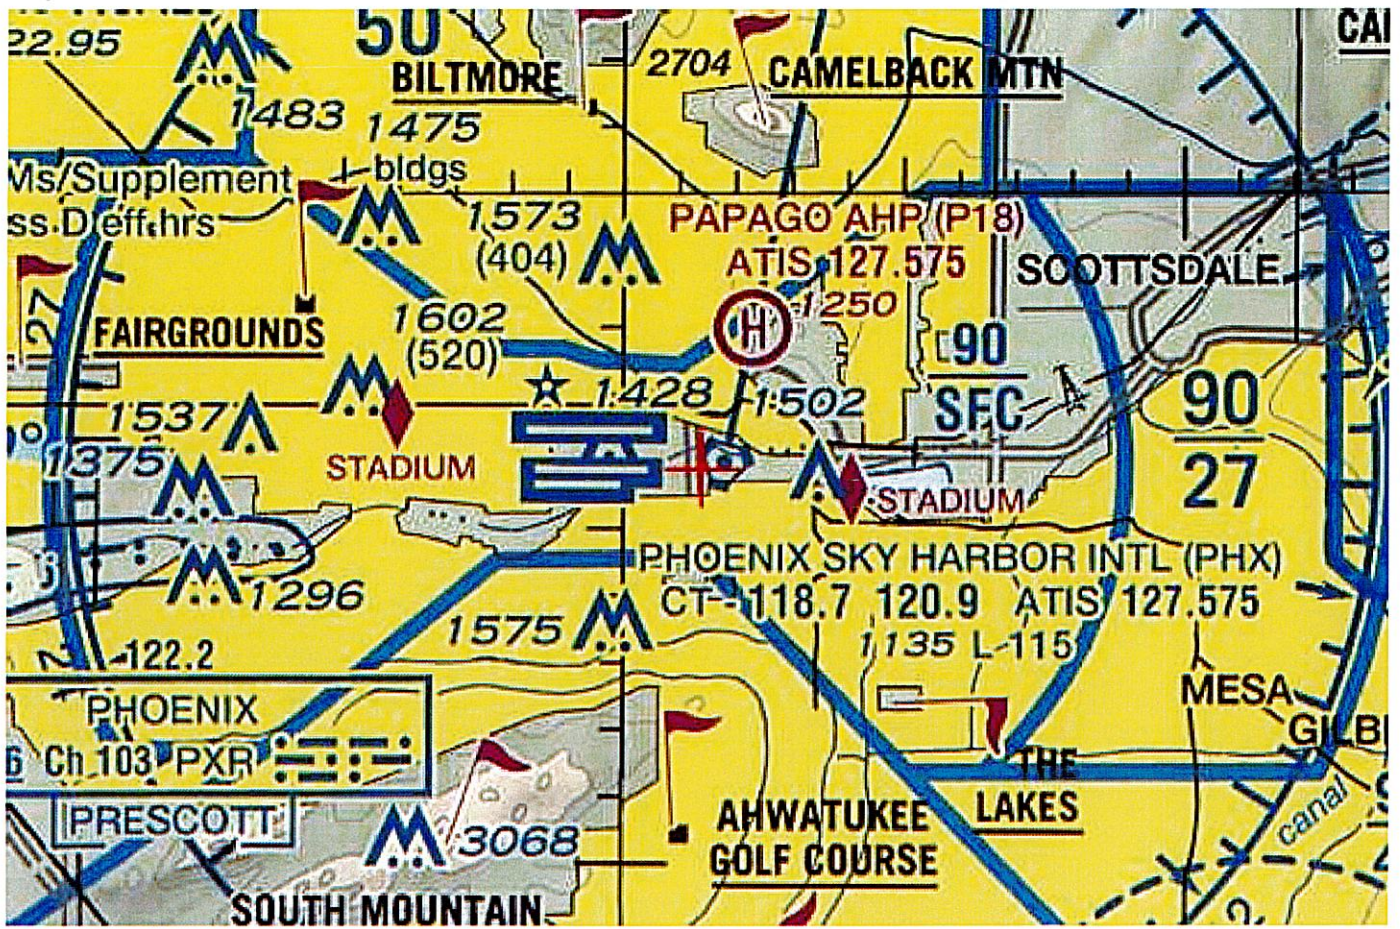 22.95
50
BILTMORE
2704
CAMELBACK MTN
1483
1475
bldgs
Ms/Supplement
ss D eff hrs
1573
(404)
PAPAGO AHP (P18)
ATIS 127.575
1250
SCOTTSDALE
27
FAIRGROUNDS
1602
(520)
H
90
SFC
90
27
1428
1502
1537
1375
STADIUM
STADIUM
PHOENIX SKY HARBOR INTL (PHX)
CT - 118.7 120.9 ATIS 127.575
1135 L 115
1296
1575
122.2
MESA
GILB
PHOENIX
6 Ch 103 PXR
PRESCOTT
THE
LAKES
AHWATUKEE
GOLF COURSE
3068
SOUTH MOUNTAIN
canal